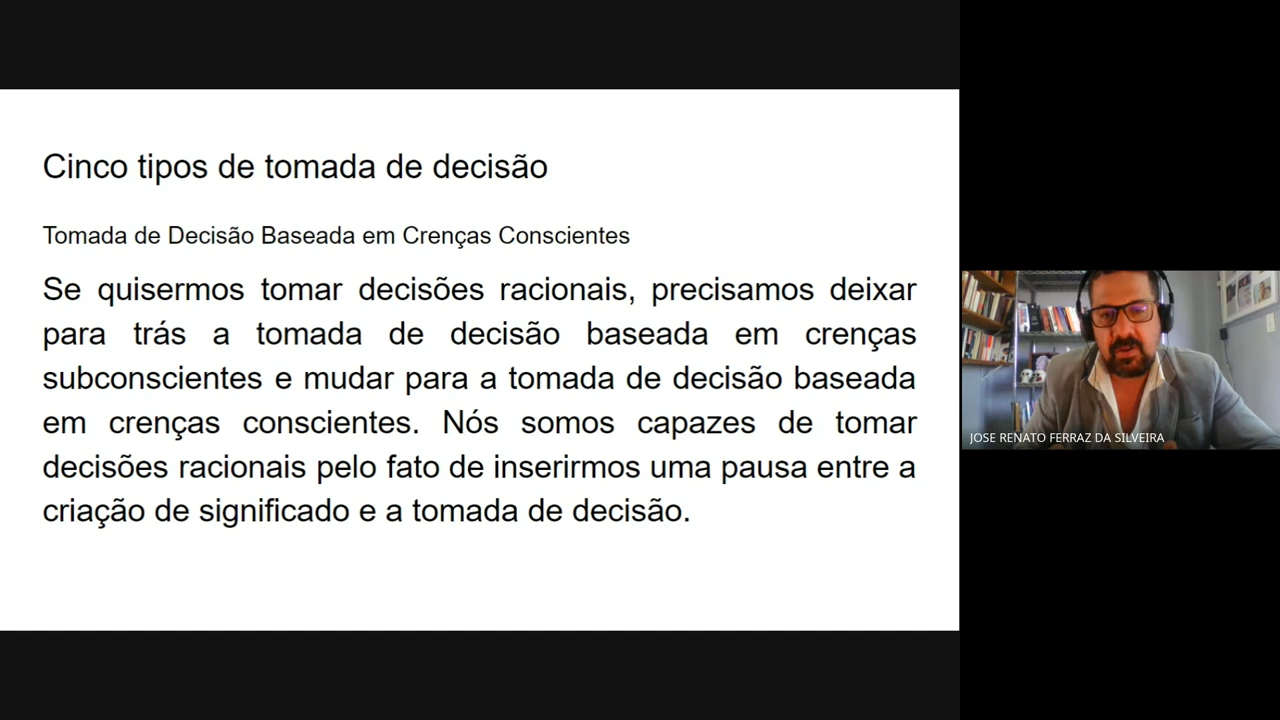 Cinco tipos de tomada de decisão
Tomada de Decisão Baseada em Crenças Conscientes
Se quisermos tomar decisões racionais, precisamos deixar
para trás a tomada de decisão baseada em crenças
subconscientes e mudar para a tomada de decisão baseada
em crenças conscientes. Nós somos capazes de tomar
decisões racionais pelo fato de inserirmos uma pausa entre a
criação de significado e a tomada de decisão.
JOSE RENATO FERRAZ DA SILVEIRA